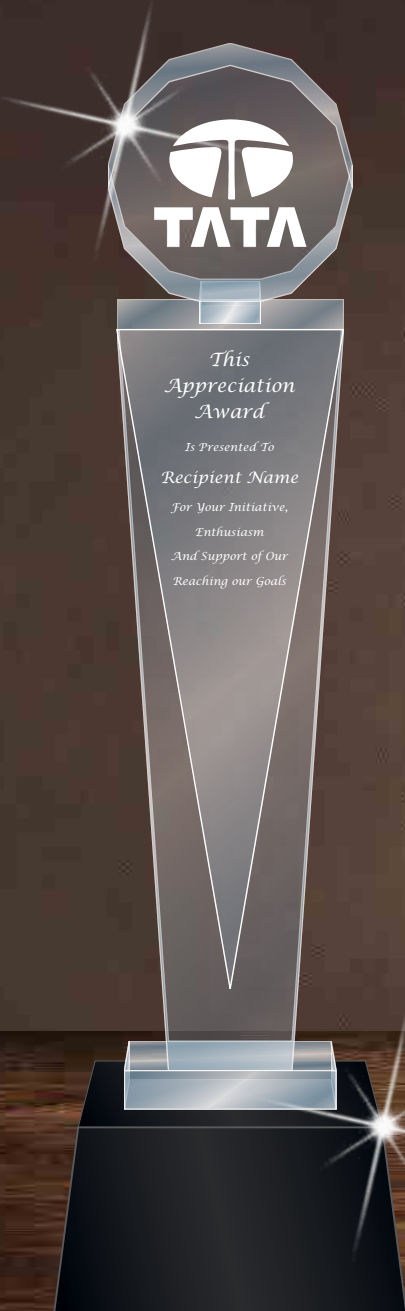 TATA
This
Appreciation
Award
Is Presented To
Recipient Name
For Your Initiative,
Enthusiasm
And Support of Our
Reaching our Goals